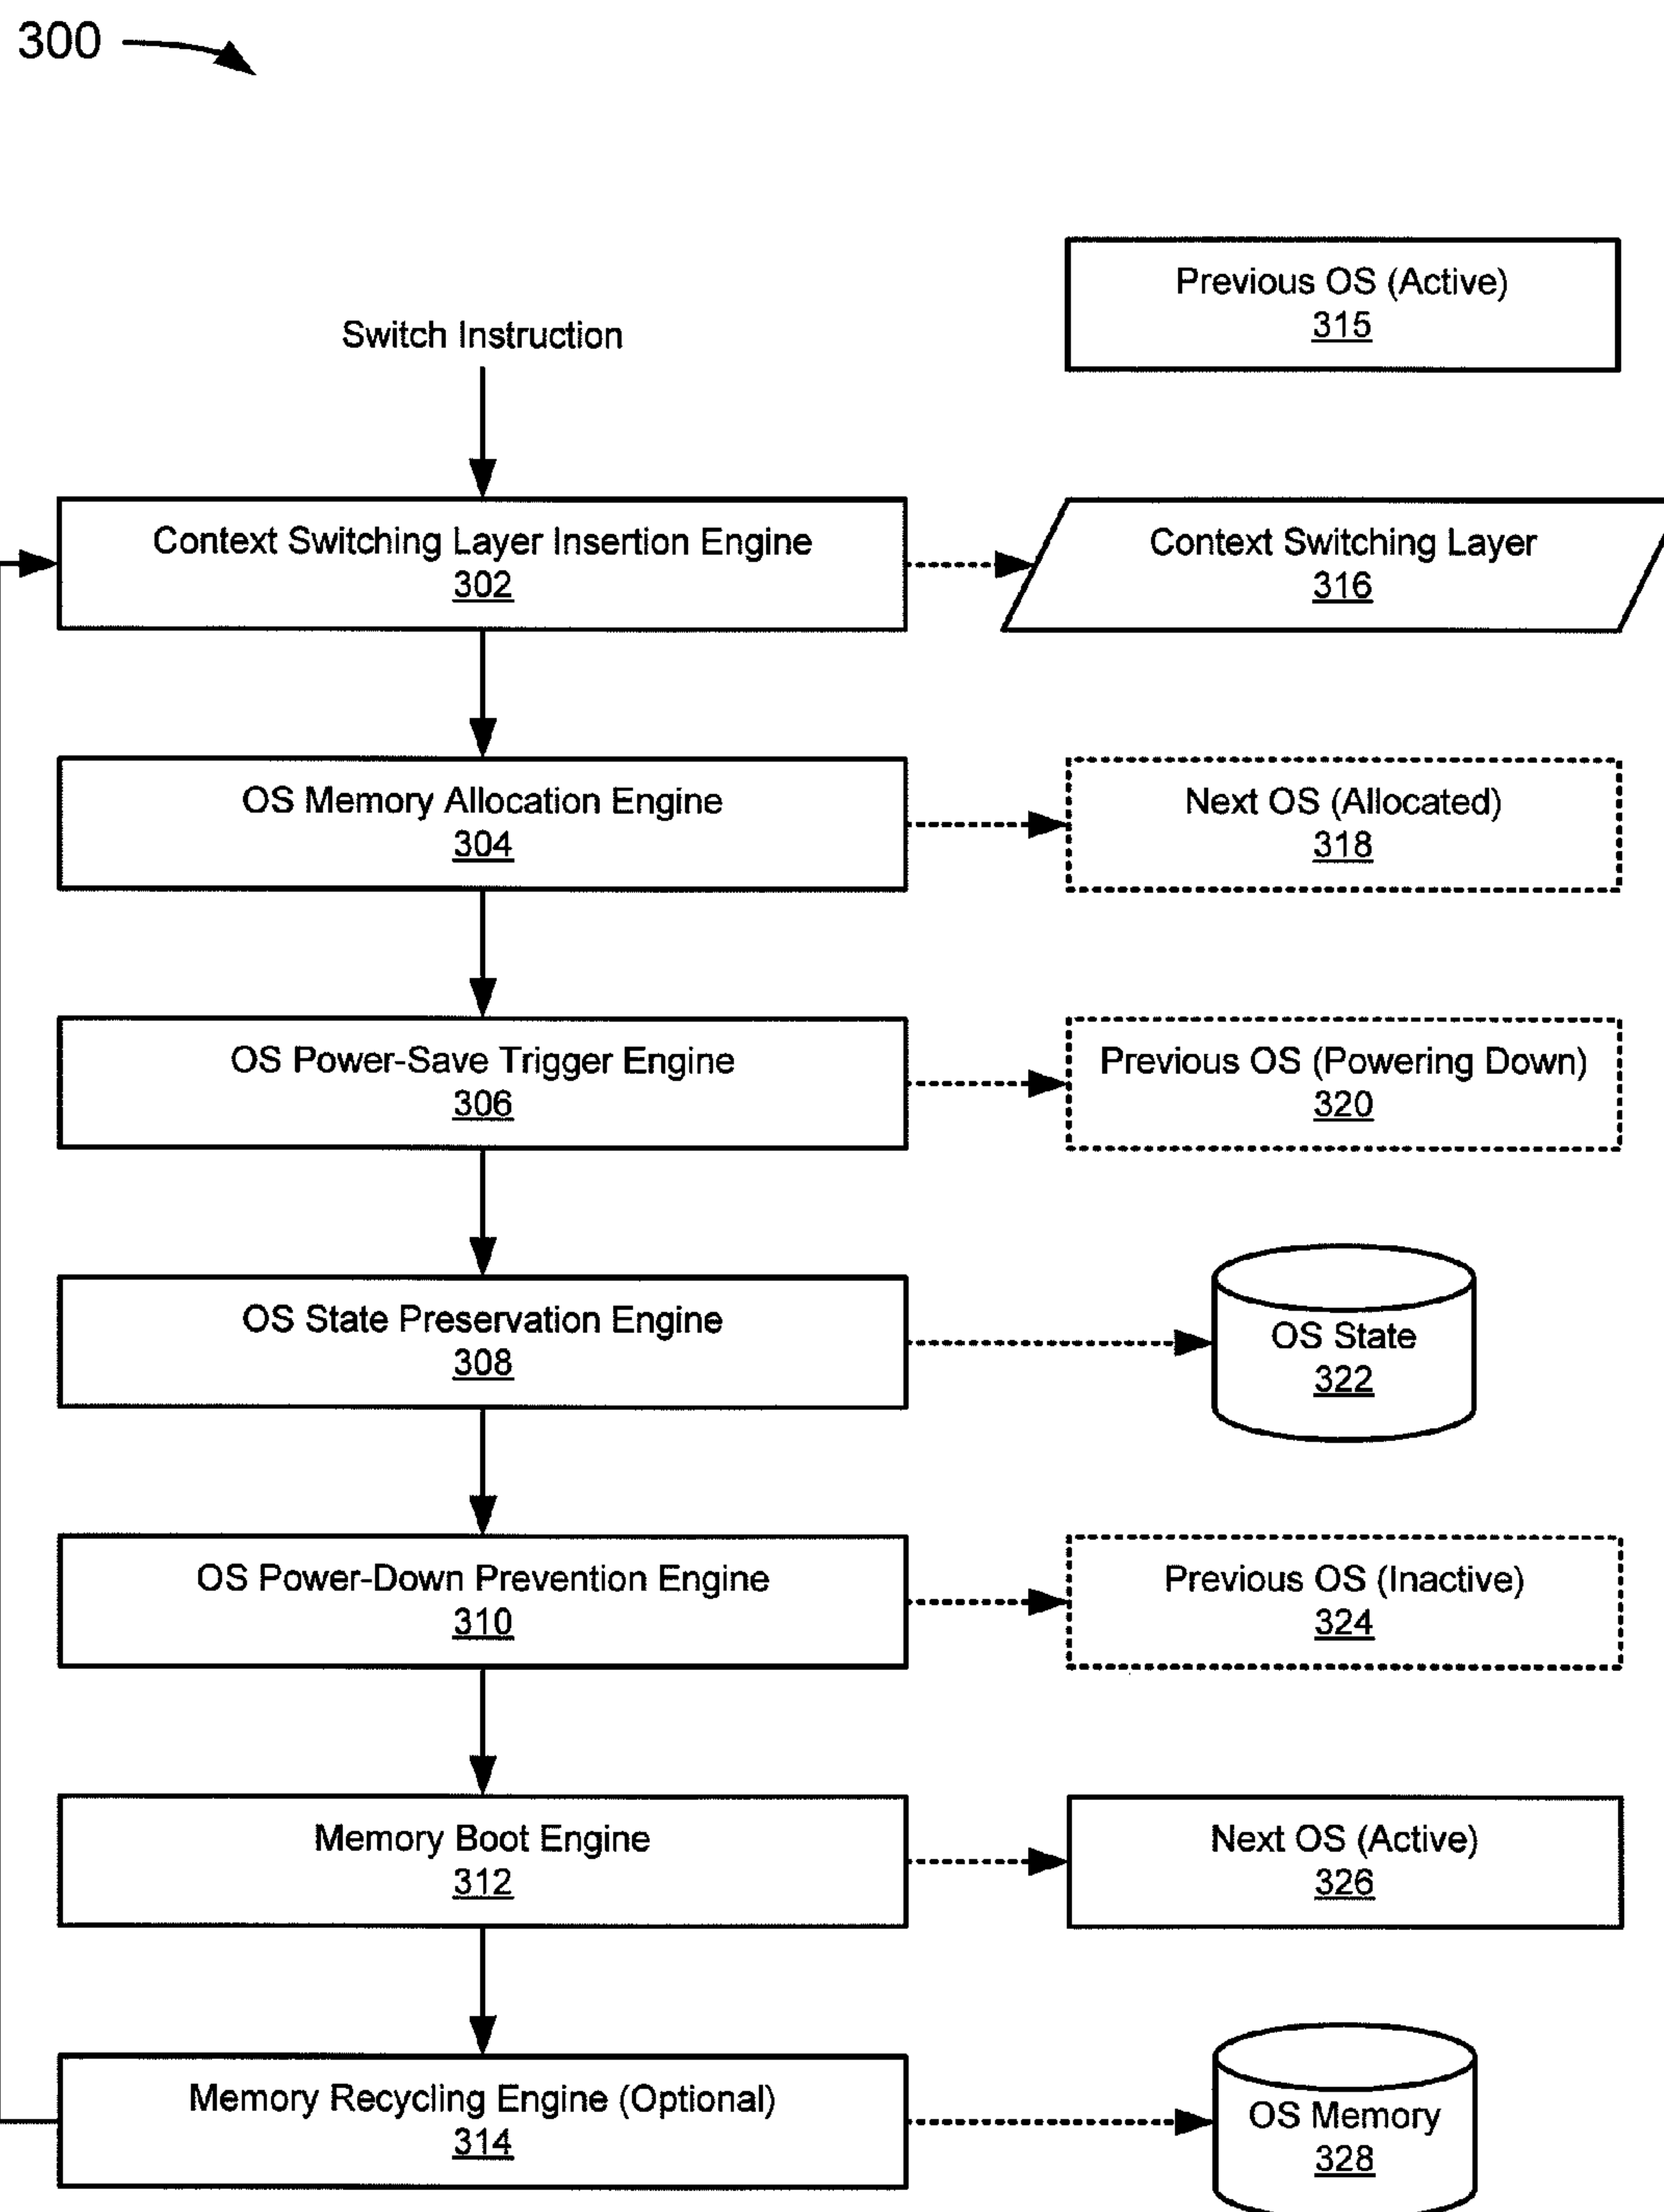 300
Previous OS (Active)
315
Switch Instruction
Context Switching Layer Insertion Engine
302
Context Switching Layer
316
OS Memory Allocation Engine
304
Next OS (Allocated)
318
OS Power-Save Trigger Engine
306
Previous OS (Powering Down)
320
OS State Preservation Engine
308
OS State
322
OS Power-Down Prevention Engine
310
Previous OS (Inactive)
324
Memory Boot Engine
312
Next OS (Active)
326
Memory Recycling Engine (Optional)
314
OS Memory
328